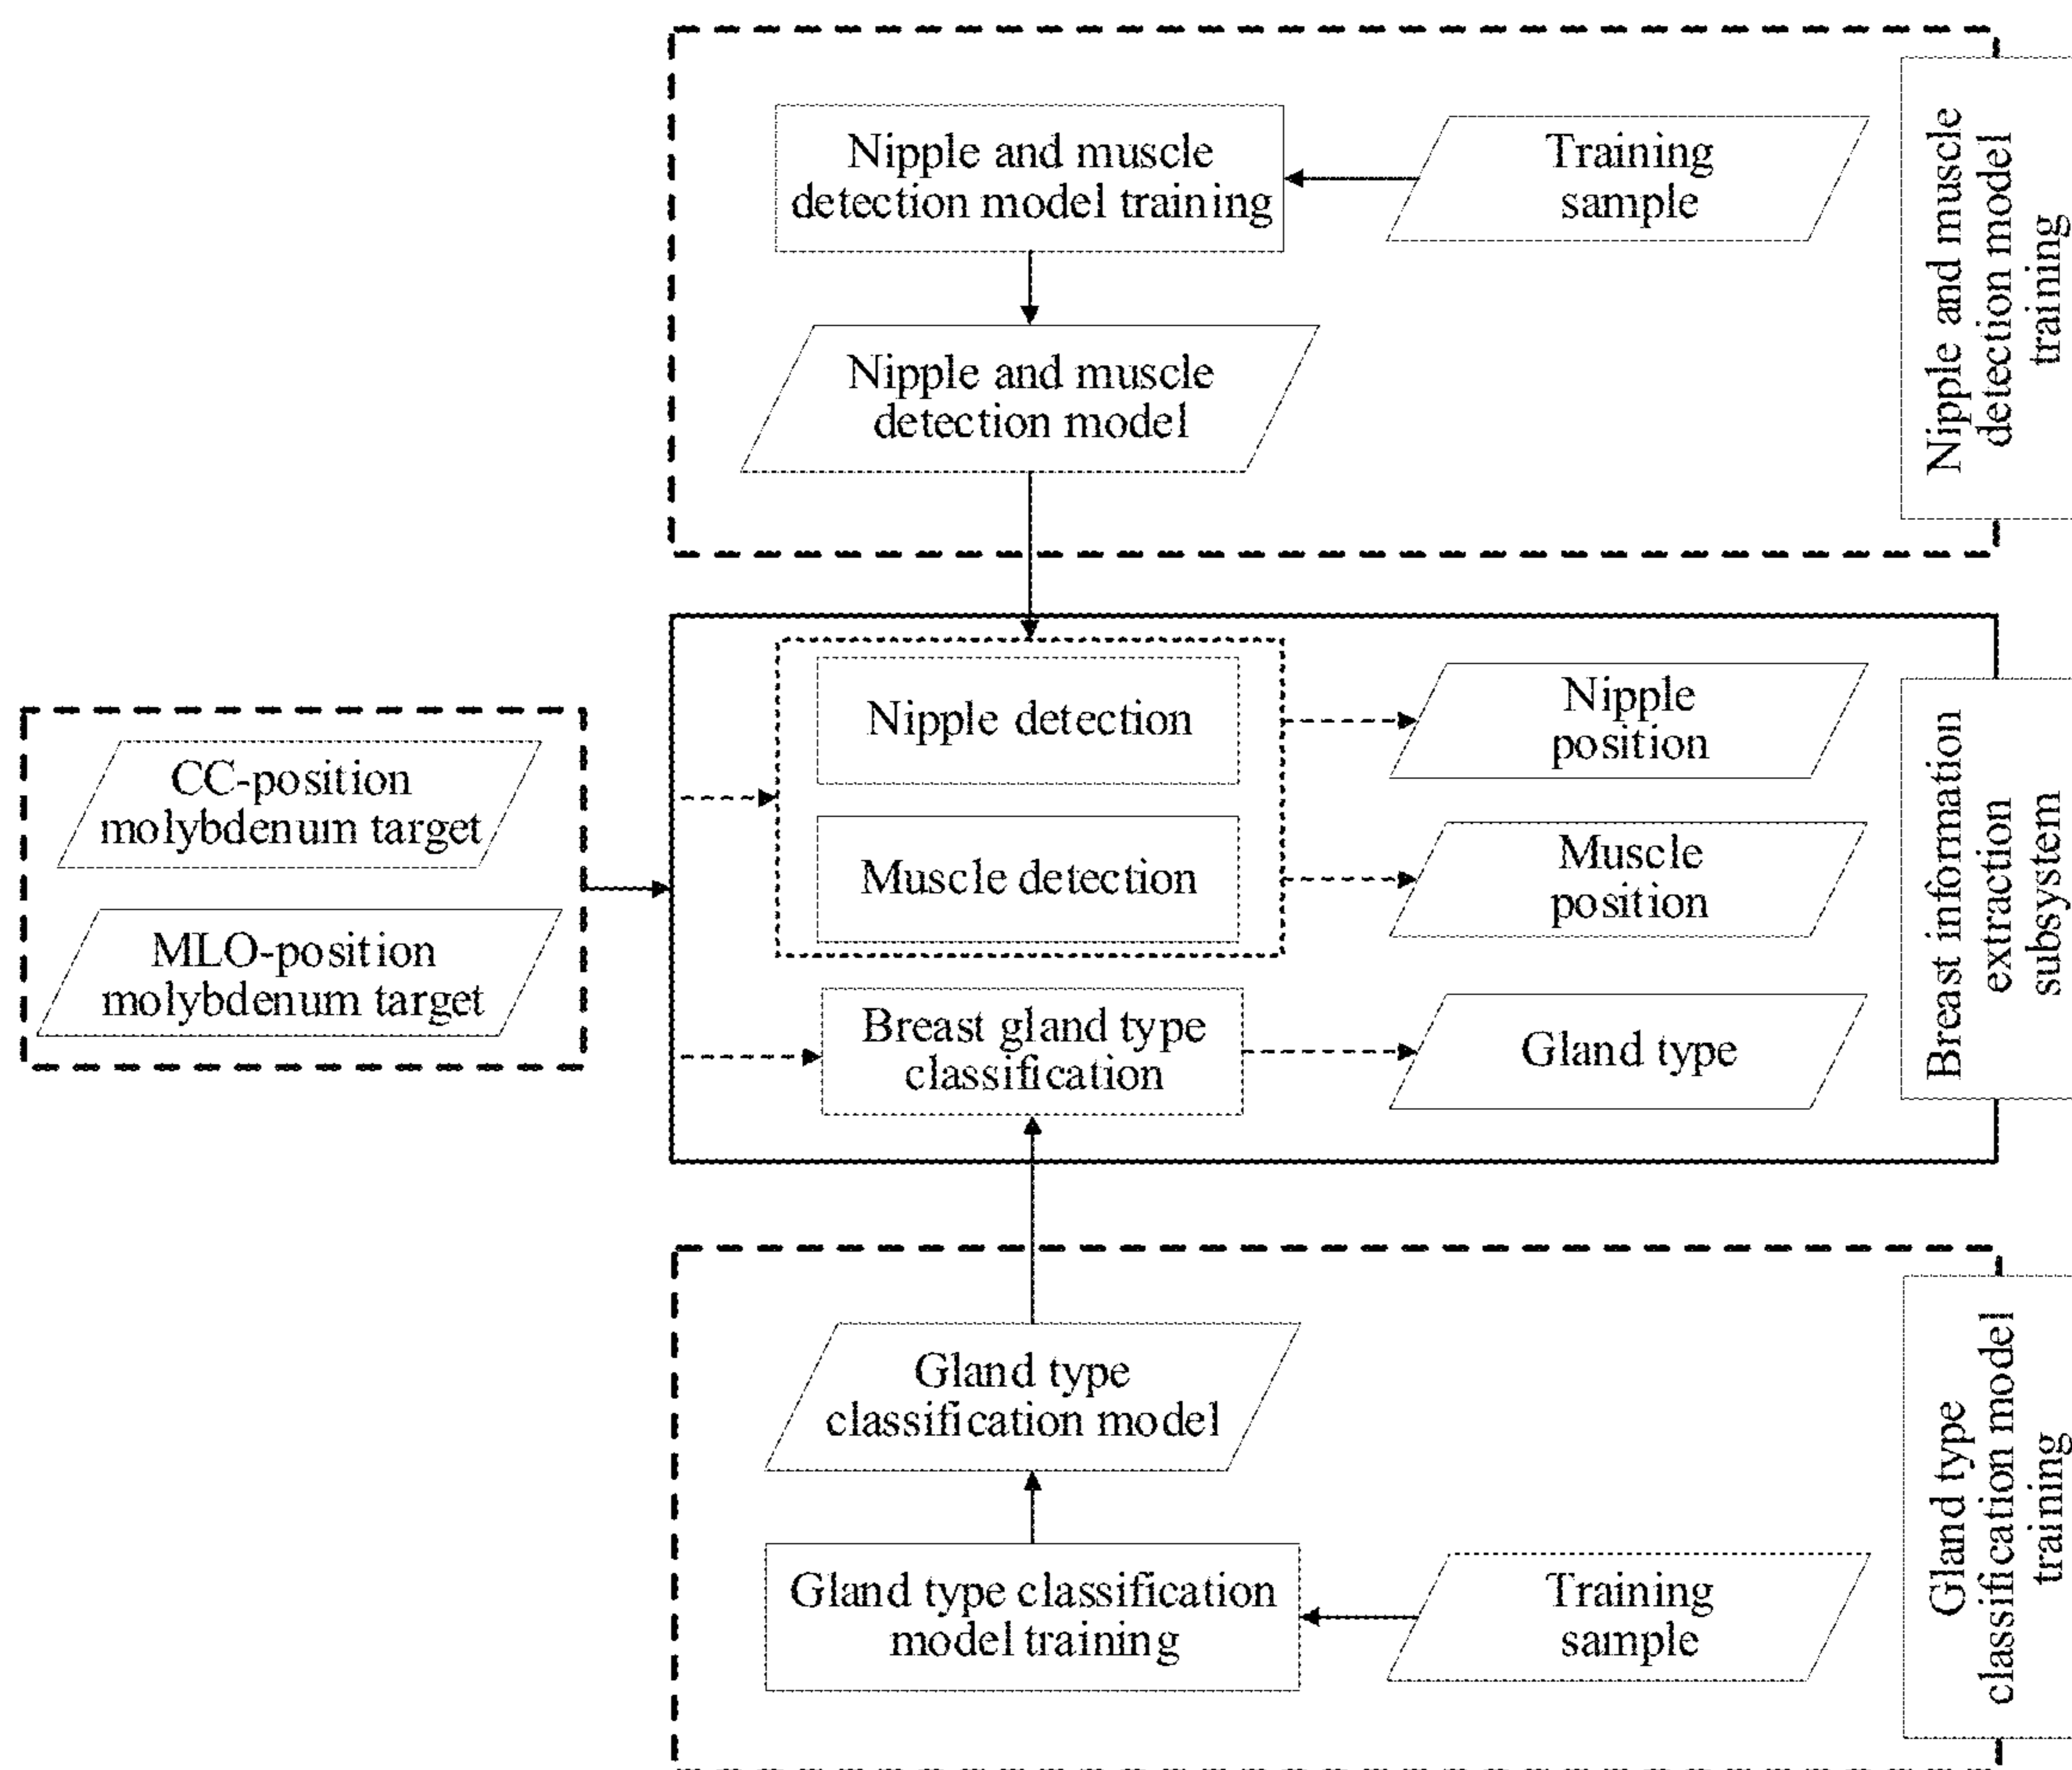 Nipple and muscle
detection model training
Training
sample
Nipple and muscle
detection model
Nipple and muscle
detection model
training
CC-position
molybdenum target
MLO-position
molybdenum target
Nipple detection
Muscle detection
Breast gland type
classification
Nipple
position
Muscle
position
Gland type
Breast information
extraction
subsystem
Gland type
classification model
Gland type classification
model training
Training
sample
Gland type
classification model
training